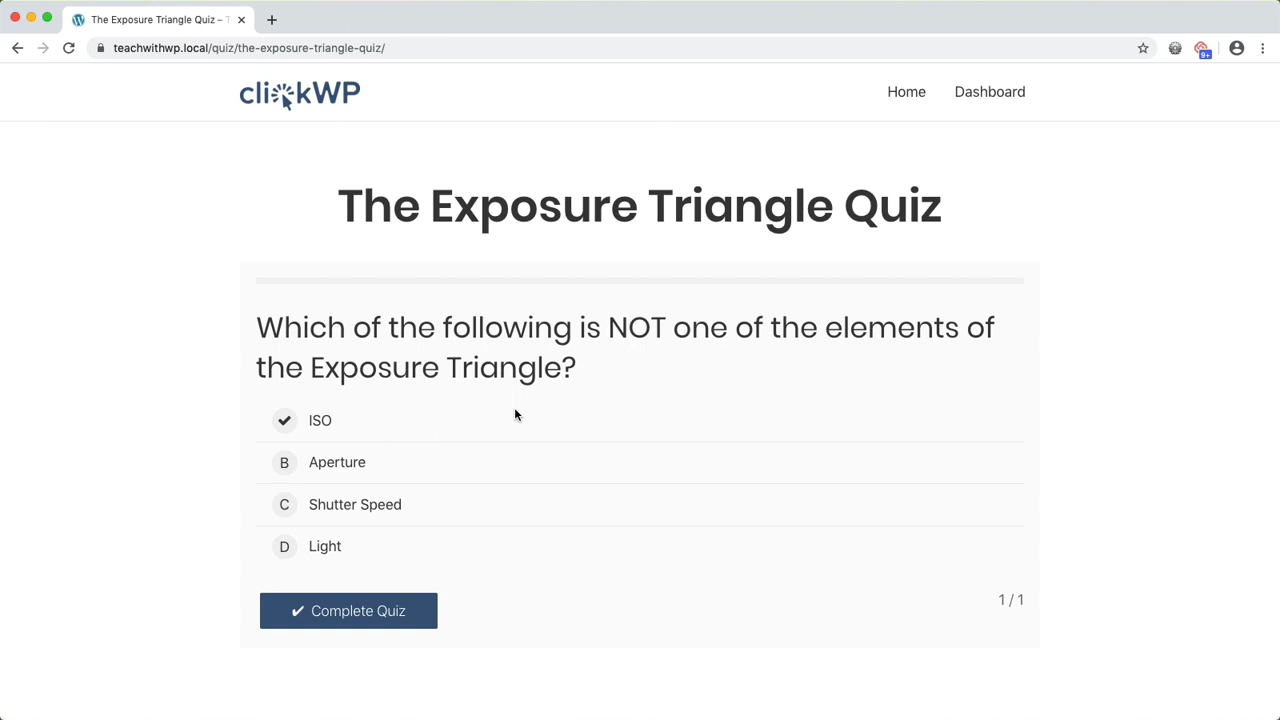 The Exposure Triangle Quiz – T
teachwithwp.local/quiz/the-exposure-triangle-quiz/
9+
clickWP
Home
Dashboard
The Exposure Triangle Quiz
Which of the following is NOT one of the elements of
the Exposure Triangle?
ISO
B Aperture
C Shutter Speed
D Light
✔ Complete Quiz
1 / 1